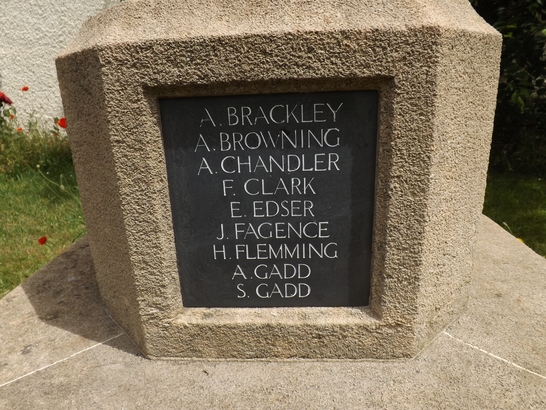 A. BRACKLEY
A. BROWNING
A. CHANDLER
F. CLARK
E. EDSER
J. FAGENCE
H. FLEMMING
A. GADD
S. GADD